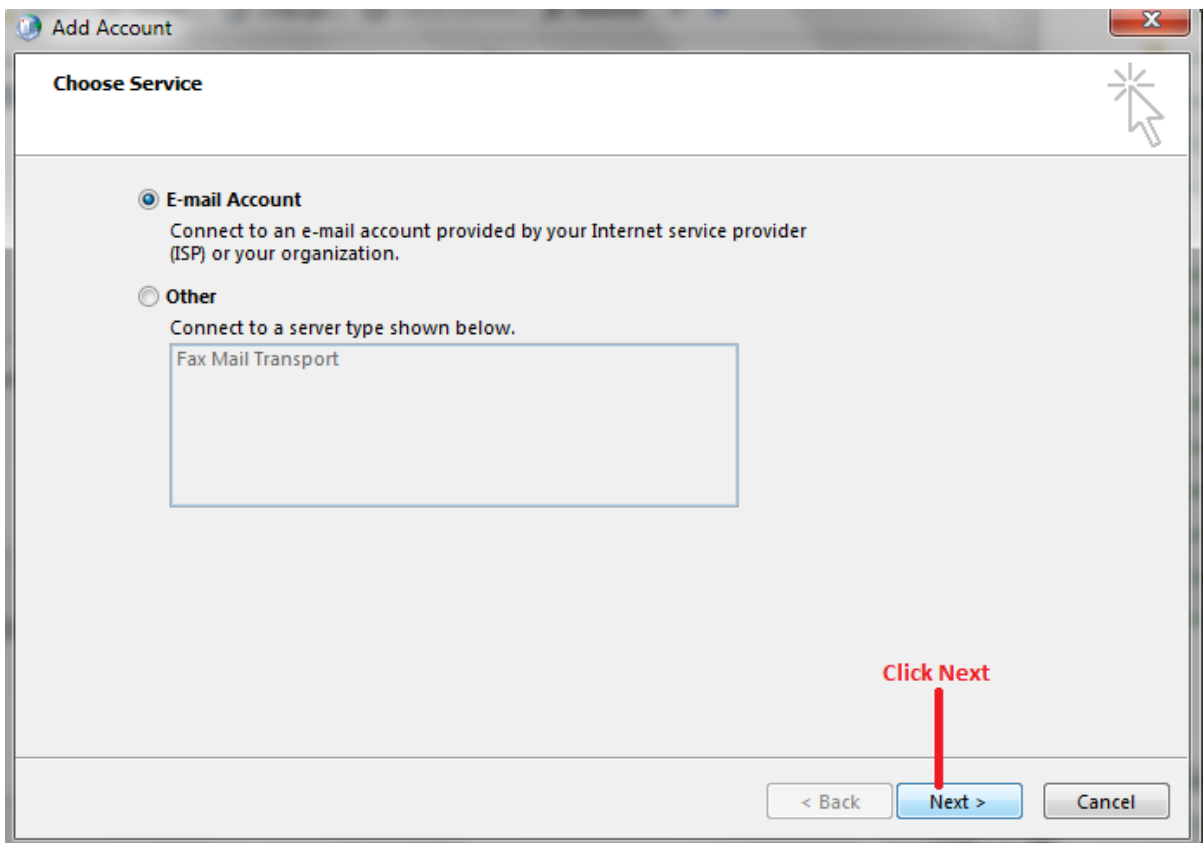 Add Account
Choose Service
E-mail Account
Connect to an e-mail account provided by your Internet service provider
(ISP) or your organization.
Other
Connect to a server type shown below.
Fax Mail Transport
Click Next
< Back
Next >
Cancel